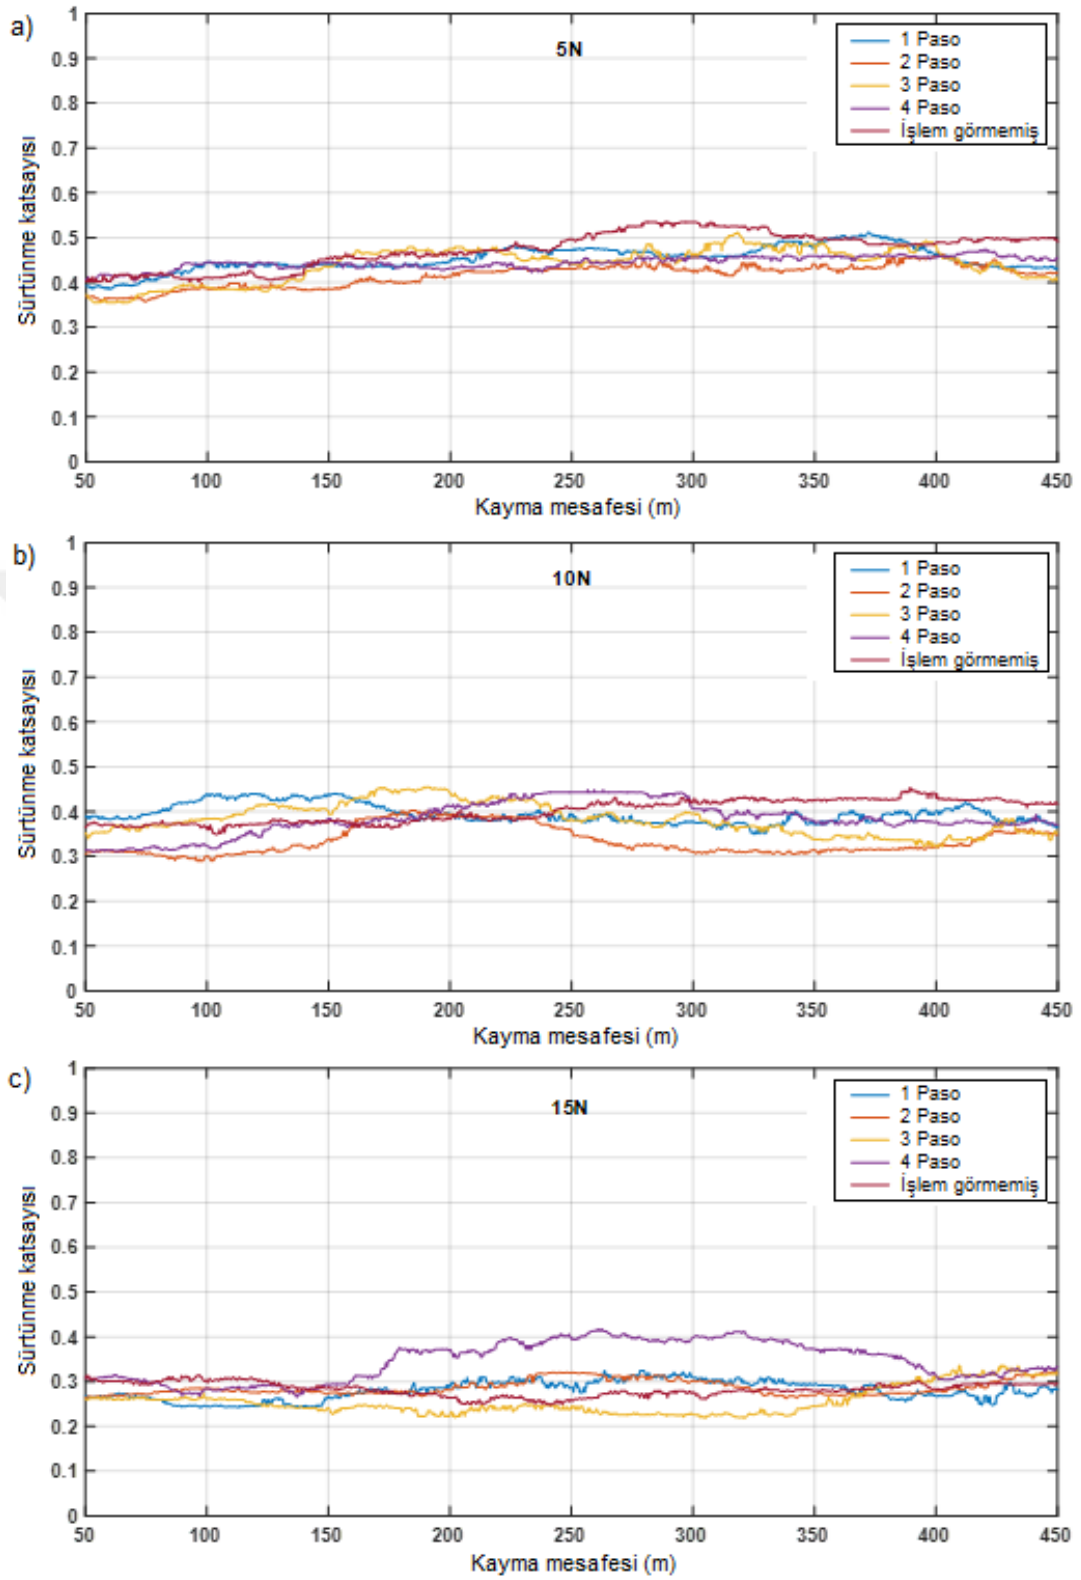 a)
5N
1 Paso
2 Paso
3 Paso
4 Paso
İşlem görmemiş
Sürtünme katsayısı
1
0.9
0.8
0.7
0.6
0.5
0.4
0.3
0.2
0.1
0
50 100 150 200 250 300 350 400 450
Kayma mesafesi (m)
b)
10N
1 Paso
2 Paso
3 Paso
4 Paso
İşlem görmemiş
Sürtünme katsayısı
1
0.9
0.8
0.7
0.6
0.5
0.4
0.3
0.2
0.1
0
50 100 150 200 250 300 350 400 450
Kayma mesafesi (m)
c)
15N
1 Paso
2 Paso
3 Paso
4 Paso
İşlem görmemiş
Sürtünme katsayısı
1
0.9
0.8
0.7
0.6
0.5
0.4
0.3
0.2
0.1
0
50 100 150 200 250 300 350 400 450
Kayma mesafesi (m)